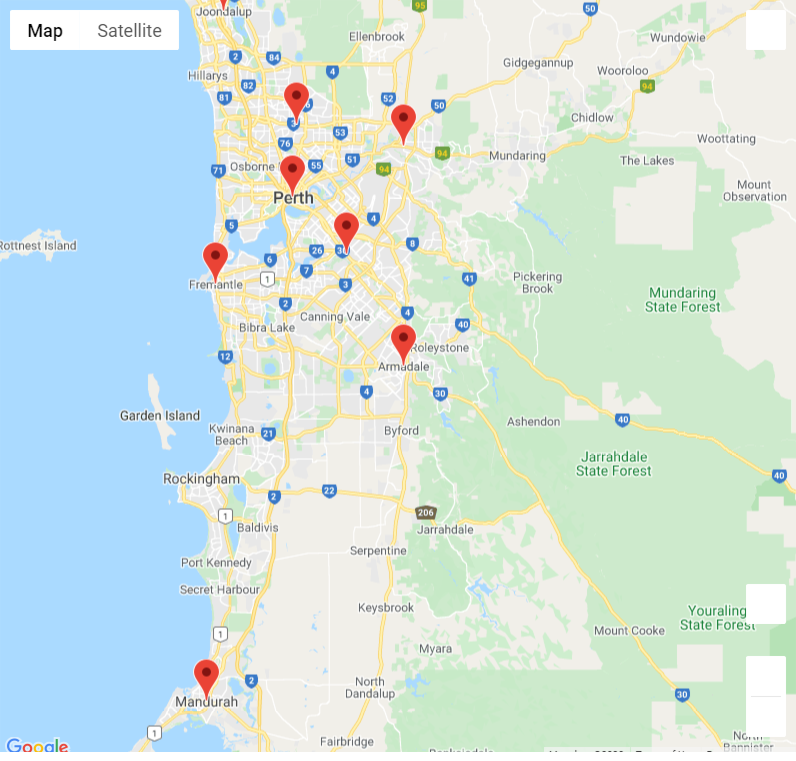 Joondalup
95
50
Map
Satellite
Ellenbrook
Wundowie
2
84
4
Gidgegannup
Wooroloo
Hillarys
82
94
81
52
50
3
Chidlow
53
76
Woottating
94
51
Mundaring
The Lakes
71
Osborne
55
94
Mount
Observation
Perth
5
4
Rottnest Island
26
30
8
6
7
1
3
41
Pickering
Brook
Fremantle
Mundaring
State Forest
2
Canning Vale
4
40
Bibra Lake
Roleystone
12
Armadale
4
30
Garden Island
40
Ashendon
Kwinana
Beach
21
Byford
Jarrahdale
State Forest
Rockingham
40
22
2
1
206
Baldivis
Jarrahdale
Serpentine
Port Kennedy
Secret Harbour
Keysbrook
Youraling
State Forest
1
Mount Cooke
Myara
2
North
Dandalup
30
Mandurah
1
Fairbridge
North
Bannister
Google